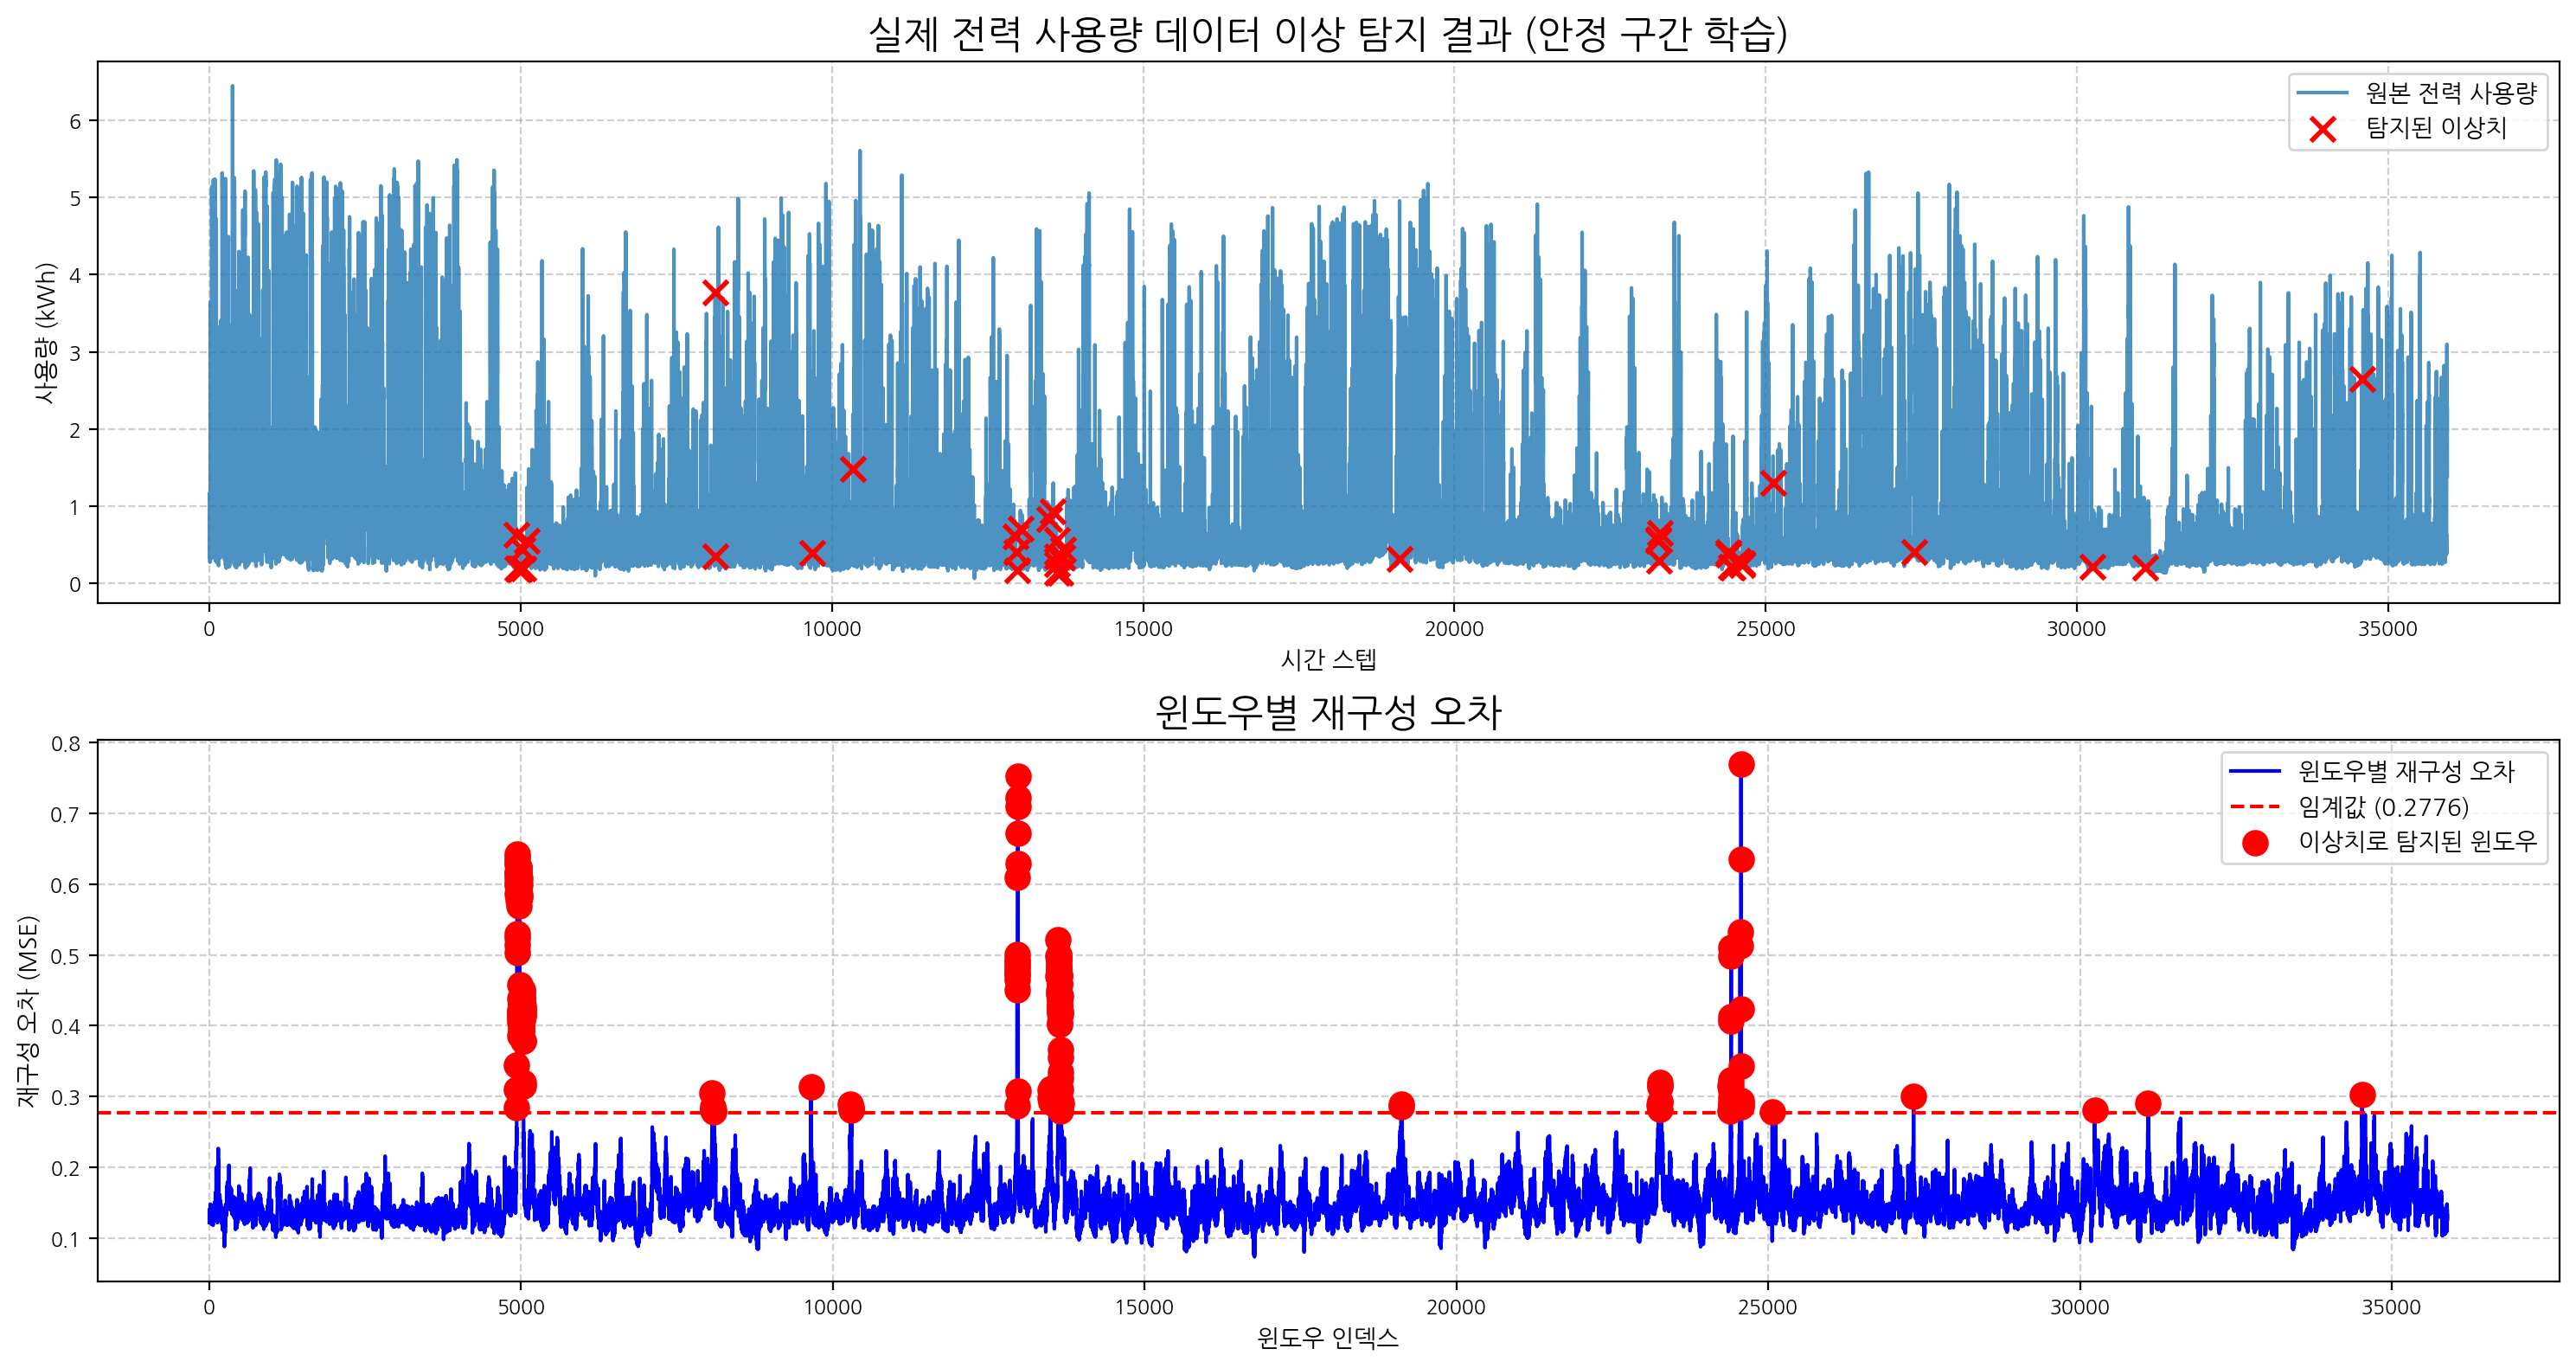 실제 전력 사용량 데이터 이상 탐지 결과 (안정 구간 학습)
원본 전력 사용량
탐지된 이상치
사용량 (kWh)
6
5
4
3
2
1
0
0
5000
10000
15000
20000
25000
30000
35000
시간 스텝
윈도우별 재구성 오차
윈도우별 재구성 오차
임계값 (0.2776)
이상치로 탐지된 윈도우
재구성 오차 (MSE)
0.8
0.7
0.6
0.5
0.4
0.3
0.2
0.1
0
5000
10000
15000
20000
25000
30000
35000
윈도우 인덱스